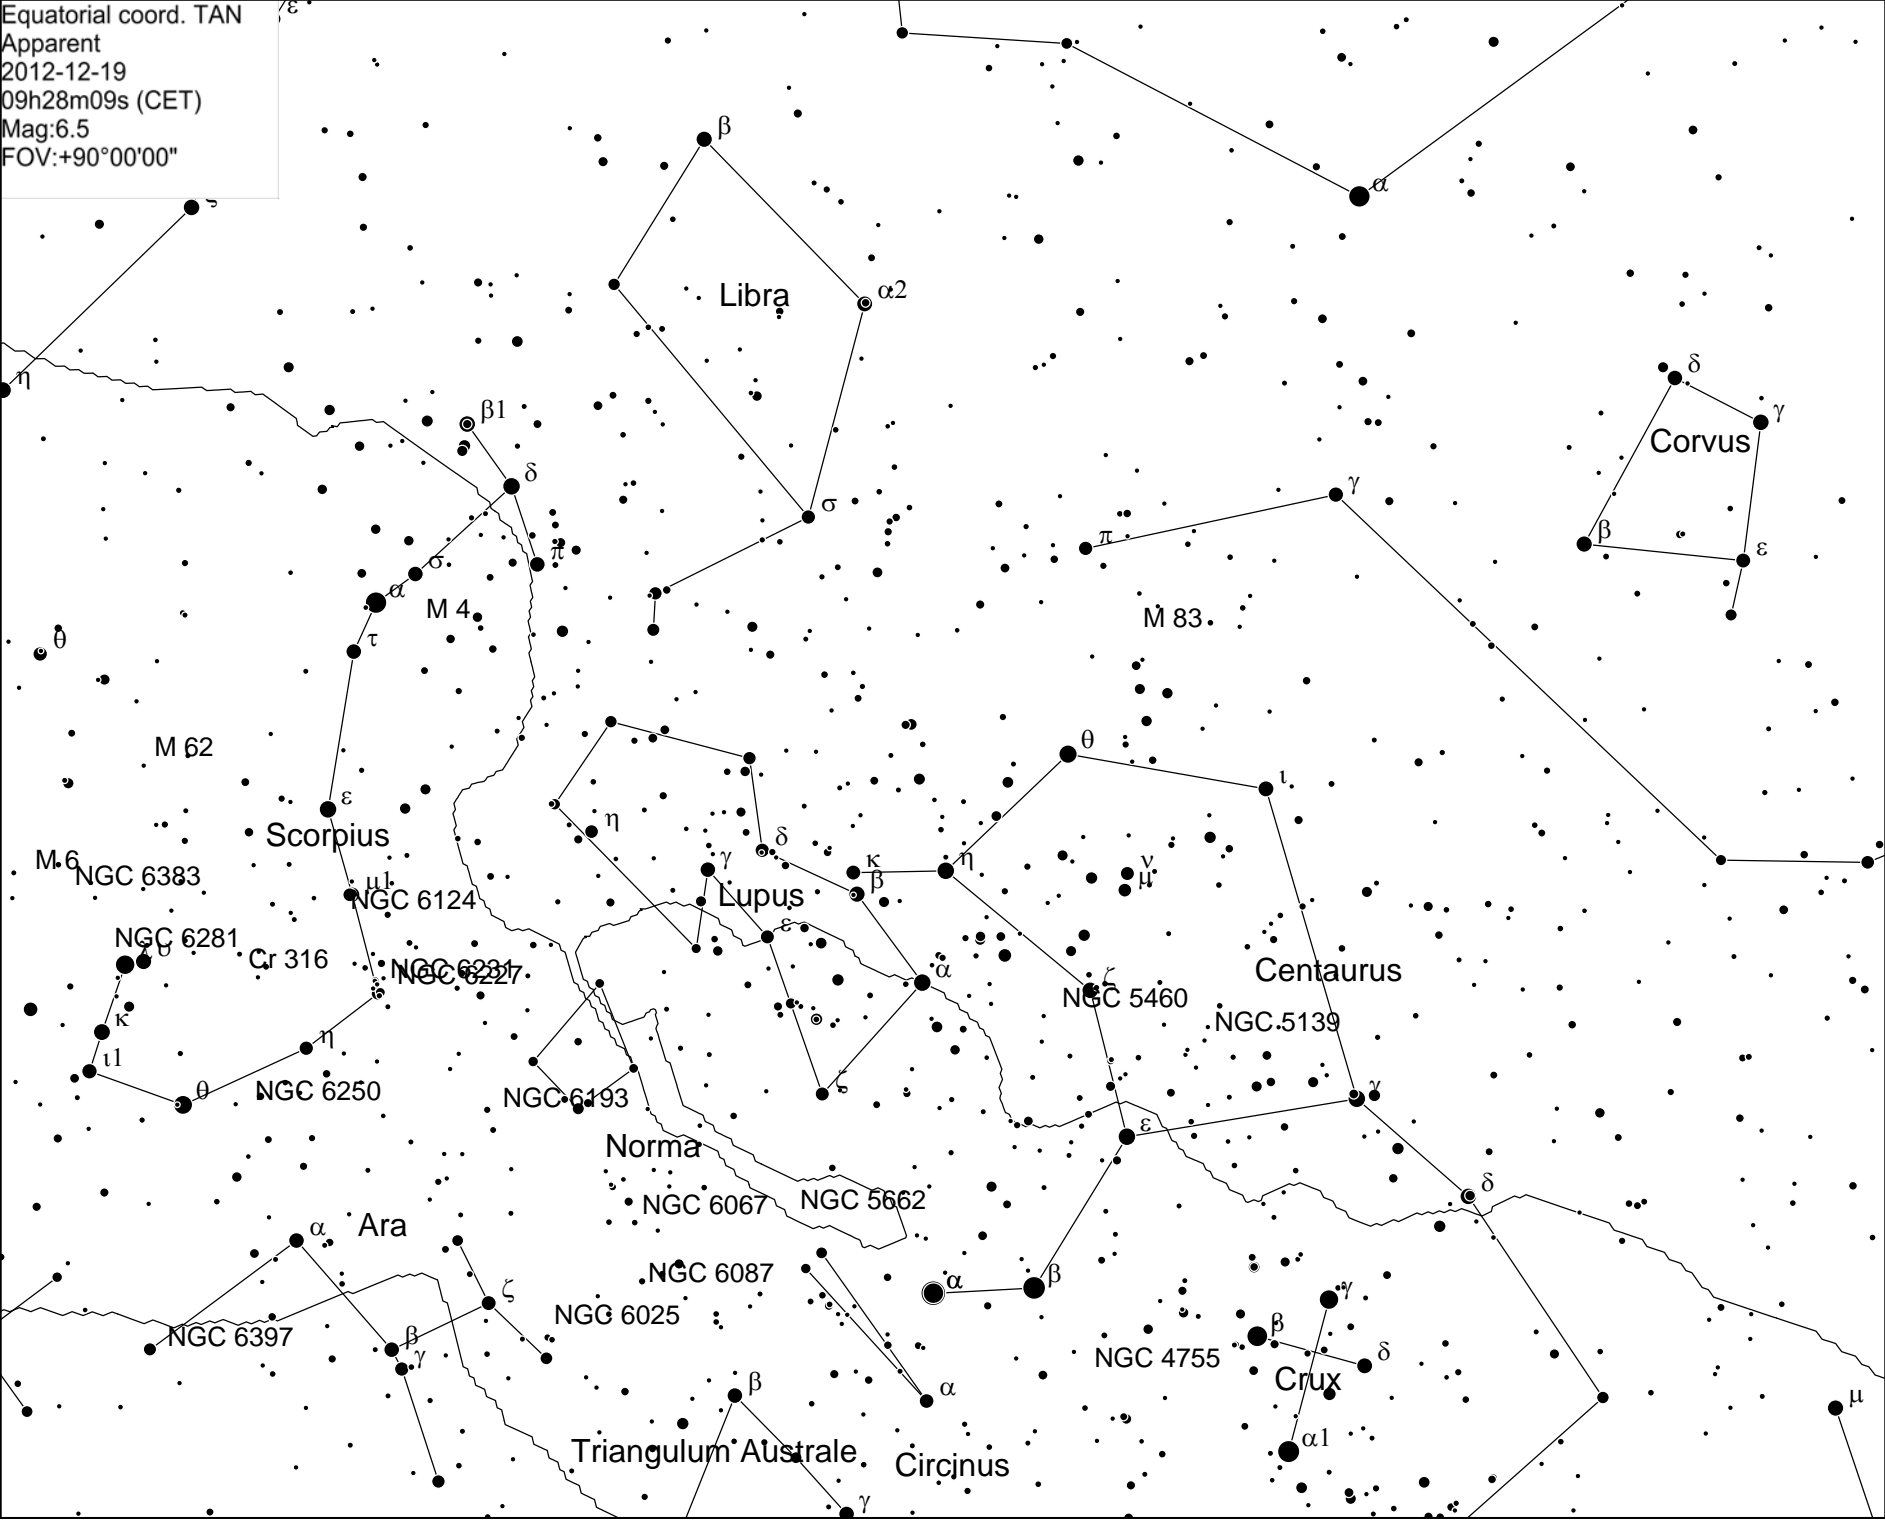 Equatorial coord. TAN
Apparent
2012-12-19
09h28m09s (CET)
Mag:6.5
FOV:+90°00'00"
ε
β
α
Libra
α2
η
δ
β1
γ
Corvus
δ
γ
σ
π
β
ε
π
σ
α
M 4
M 83
τ
θ
M 62
θ
ι
ε
η
Scorpius
δ
κ
η
γ
ν
μ
β
M 6
NGC 6383
μ1
NGC 6124
Lupus
ε
NGC 6281
λ υ
Cr 316
NGC 6231
NGC 6227
α
ζ
Centaurus
NGC 5460
κ
NGC 5139
η
ι1
ζ
θ
NGC 6250
NGC 6193
γ
ε
Norma
δ
NGC 6067
NGC 5662
α
Ara
NGC 6087
α
β
ζ
γ
NGC 6025
β
NGC 6397
β
γ
NGC 4755
δ
Crux
β
α
μ
α1
Triangulum Australe
Circinus
γ